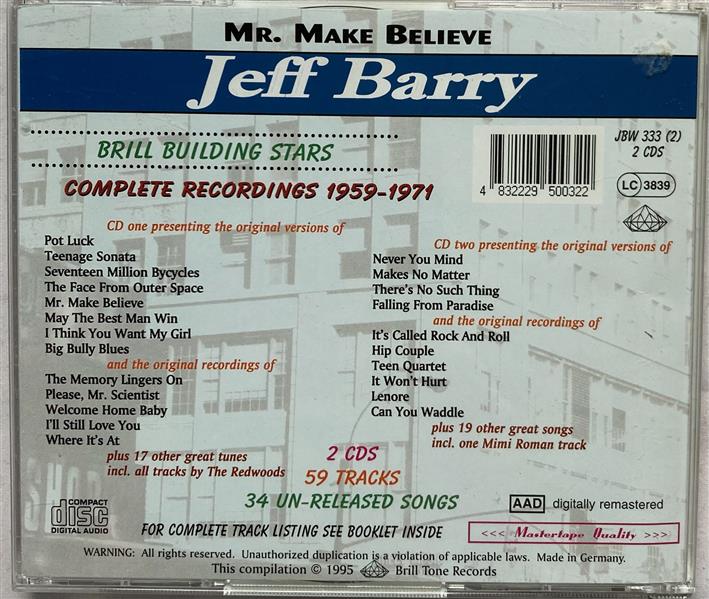 MR. MAKE BELIEVE
Jeff Barry
BRILL BUILDING STARS
COMPLETE RECORDINGS 1959-1971
4 832229 500322
JBW 333 (2)
2 CDS
LC 3839
CD one presenting the original versions of
Pot Luck
Teenage Sonata
Seventeen Million Bycycles
The Face From Outer Space
Mr. Make Believe
May The Best Man Win
I Think You Want My Girl
Big Bully Blues
and the original recordings of
The Memory Lingers On
Please, Mr. Scientist
Welcome Home Baby
I'll Still Love You
Where It's At
plus 17 other great tunes
incl. all tracks by The Redwoods
CD two presenting the original versions of
Never You Mind
Makes No Matter
There's No Such Thing
Falling From Paradise
and the original recordings of
It's Called Rock And Roll
Hip Couple
Teen Quartet
It Won't Hurt
Lenore
Can You Waddle
plus 19 other great songs
incl. one Mimi Roman track
2 CDS
59 TRACKS
34 UN-RELEASED SONGS
COMPACT
disc
DIGITAL AUDIO
FOR COMPLETE TRACK LISTING SEE BOOKLET INSIDE
AAD digitally remastered
<<< Mastertape Quality >>>
WARNING: All rights reserved. Unauthorized duplication is a violation of applicable laws. Made in Germany.
This compilation © 1995 Brill Tone Records
SHOP